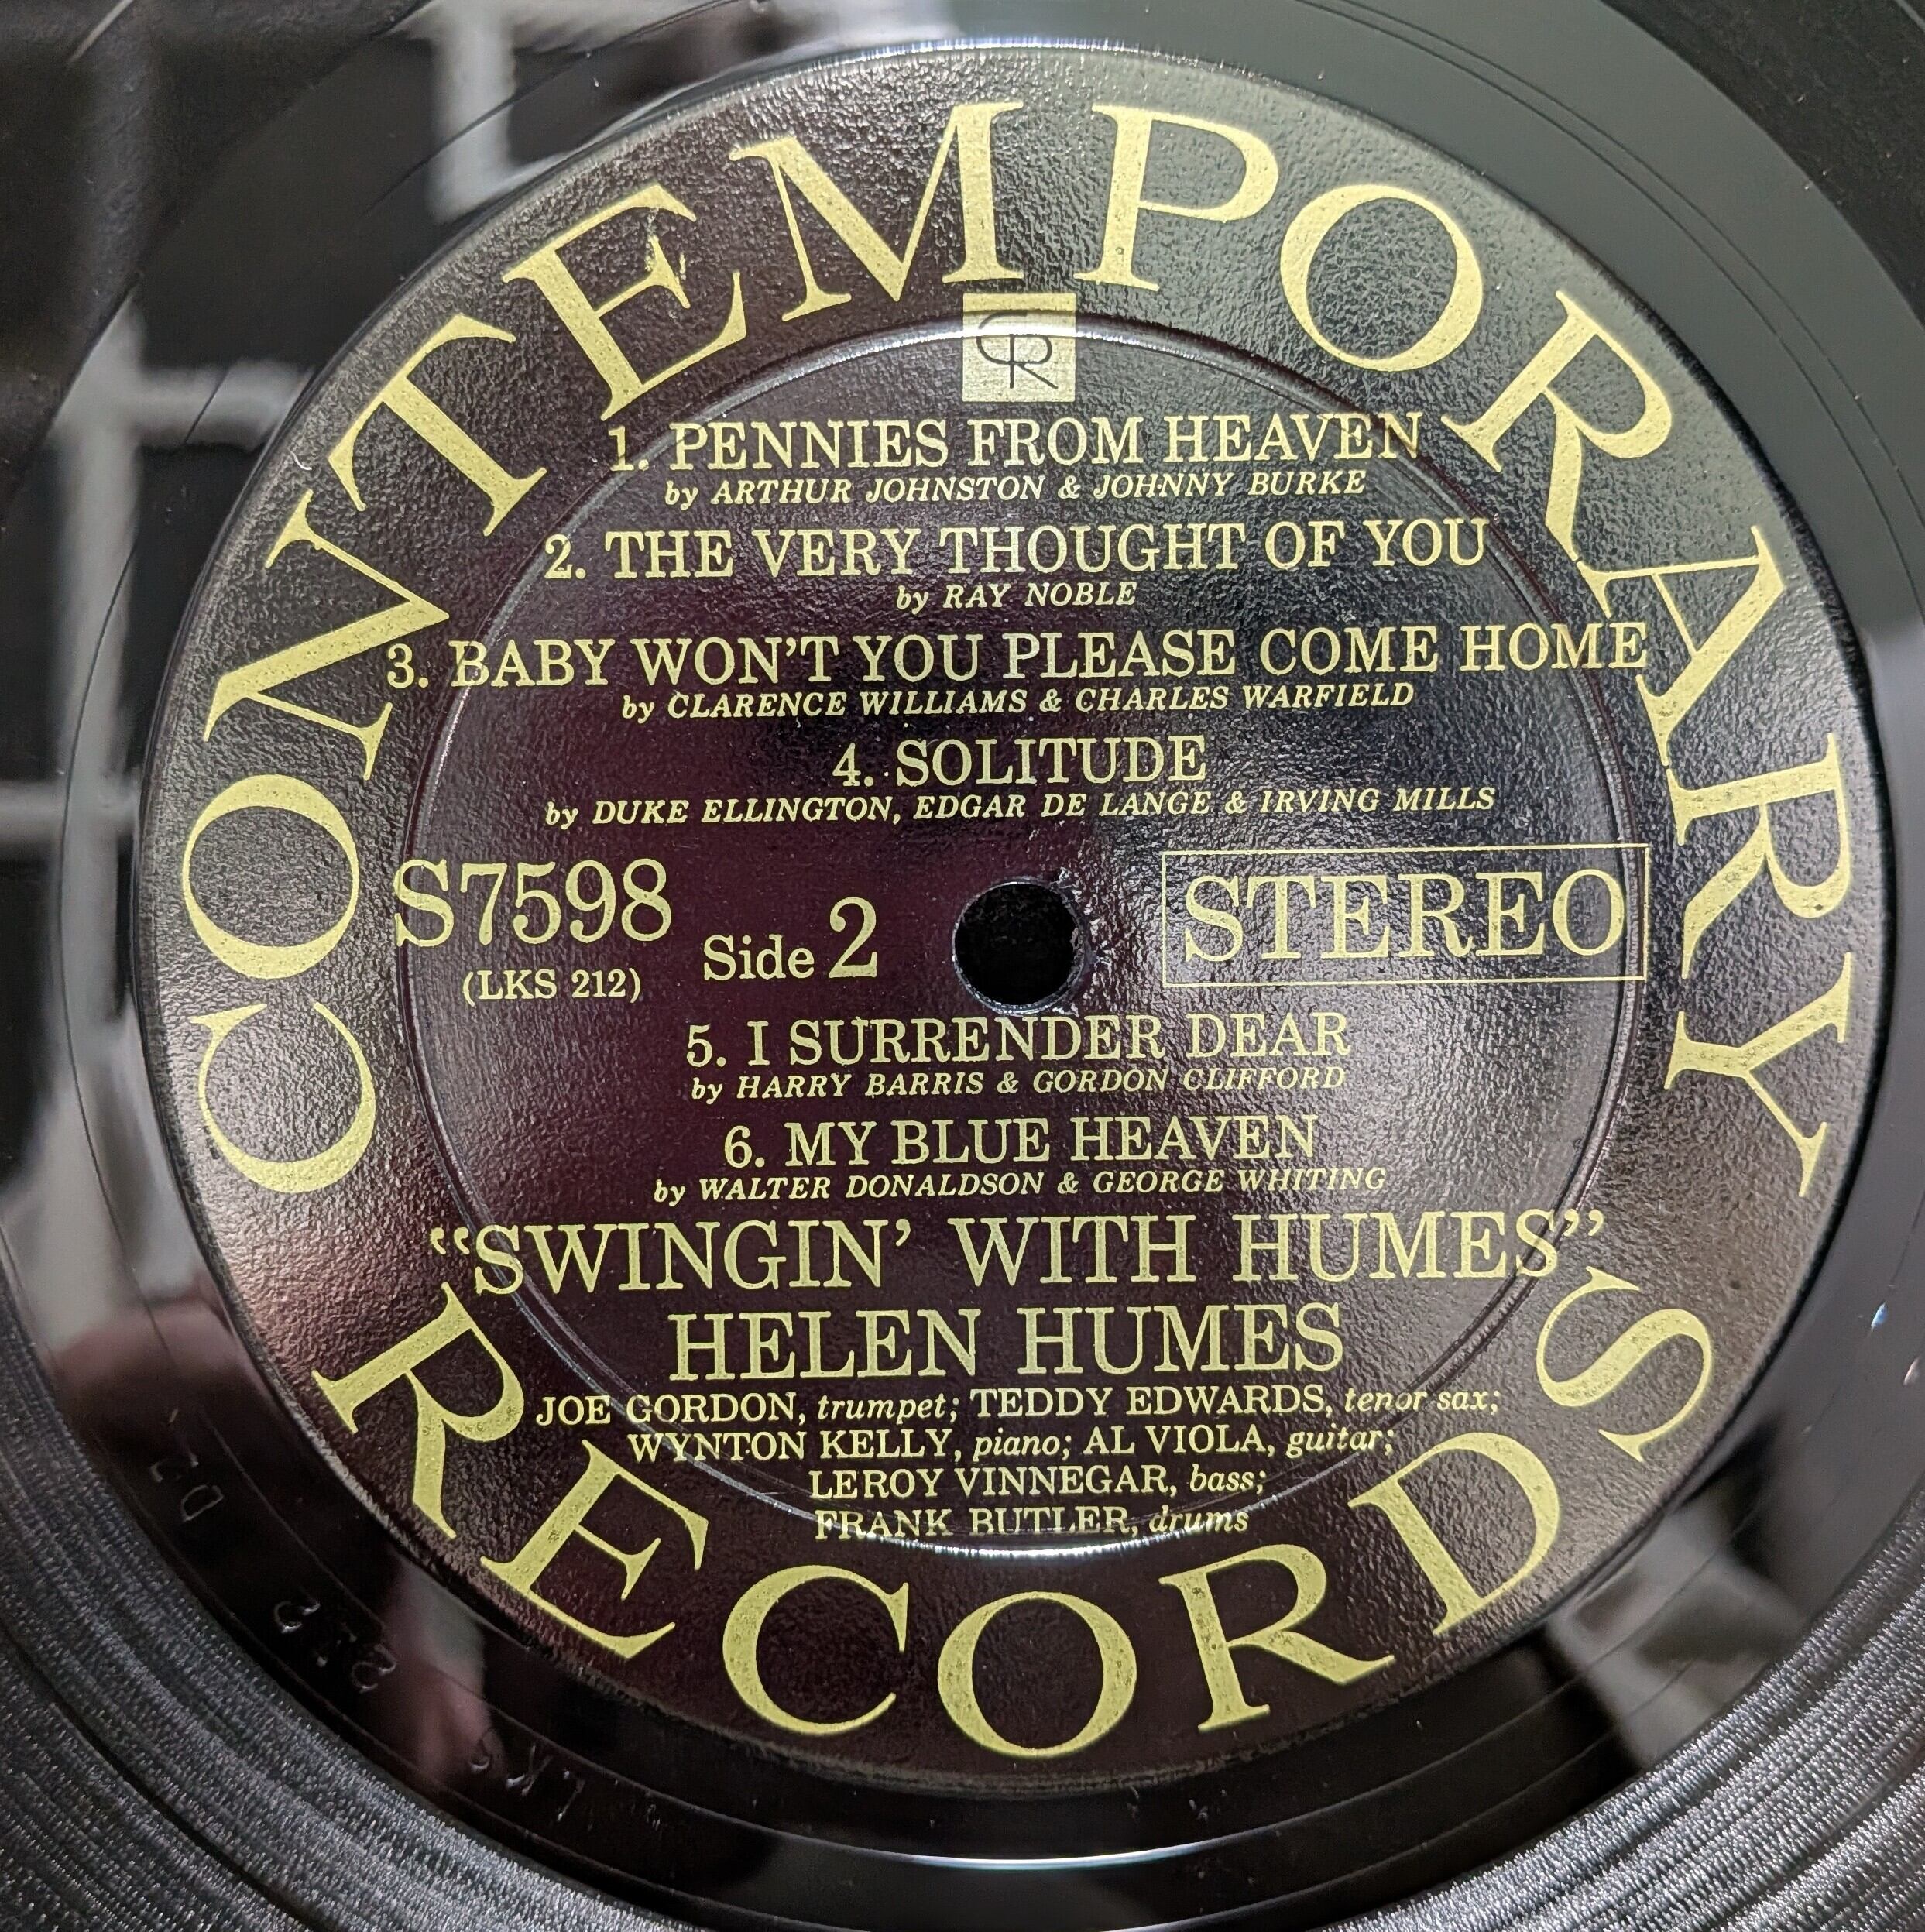 CONTEMPORARY
CR
1. PENNIES FROM HEAVEN
by ARTHUR JOHNSTON & JOHNNY BURKE
2. THE VERY THOUGHT OF YOU
by RAY NOBLE
3. BABY WON'T YOU PLEASE COME HOME
by CLARENCE WILLIAMS & CHARLES WARFIELD
4. SOLITUDE
by DUKE ELLINGTON, EDGAR DE LANGE & IRVING MILLS
S7598
(LKS 212)
Side 2
STEREO
5. I SURRENDER DEAR
by HARRY BARRIS & GORDON CLIFFORD
6. MY BLUE HEAVEN
by WALTER DONALDSON & GEORGE WHITING
“SWINGIN’ WITH HUMES”
HELEN HUMES
JOE GORDON, trumpet; TEDDY EDWARDS, tenor sax;
WYNTON KELLY, piano; AL VIOLA, guitar;
LEROY VINNEGAR, bass;
FRANK BUTLER, drums
RECORDS
LKS